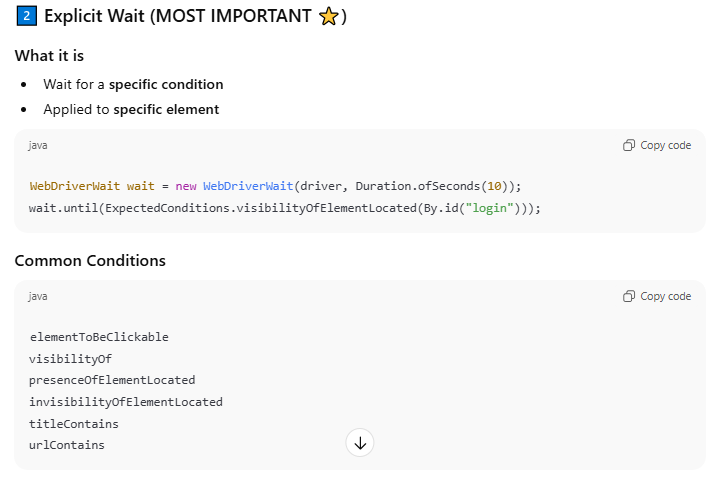 2 Explicit Wait (MOST IMPORTANT ⭐)
What it is
• Wait for a specific condition
• Applied to specific element
java Copy code
WebDriverWait wait = new WebDriverWait(driver, Duration.ofSeconds(10));
wait.until(ExpectedConditions.visibilityOfElementLocated(By.id("login")));
Common Conditions
java Copy code
elementToBeClickable
visibilityOf
presenceOfElementLocated
invisibilityOfElementLocated
titleContains
urlContains